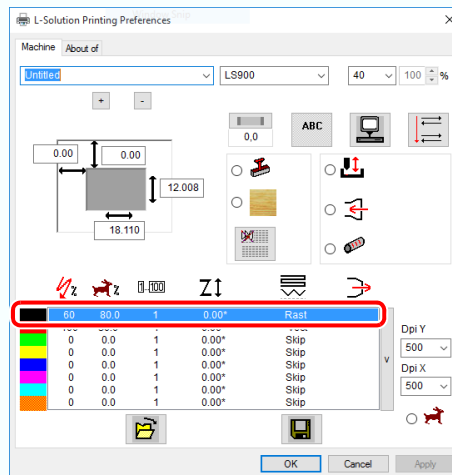 L-Solution Printing Preferences
Machine About of
Untitled LS900 40 100 %
+ -
0,0 ABC
0.00 0.00
12.008
18.110
% % 1-100 Z
60 80.0 1 0.00* Rast
0 0.0 1 0.00* Skip
0 0.0 1 0.00* Skip
0 0.0 1 0.00* Skip
0 0.0 1 0.00* Skip
0 0.0 1 0.00* Skip
0 0.0 1 0.00* Skip
v
Dpi Y
500
Dpi X
500
OK Cancel Apply